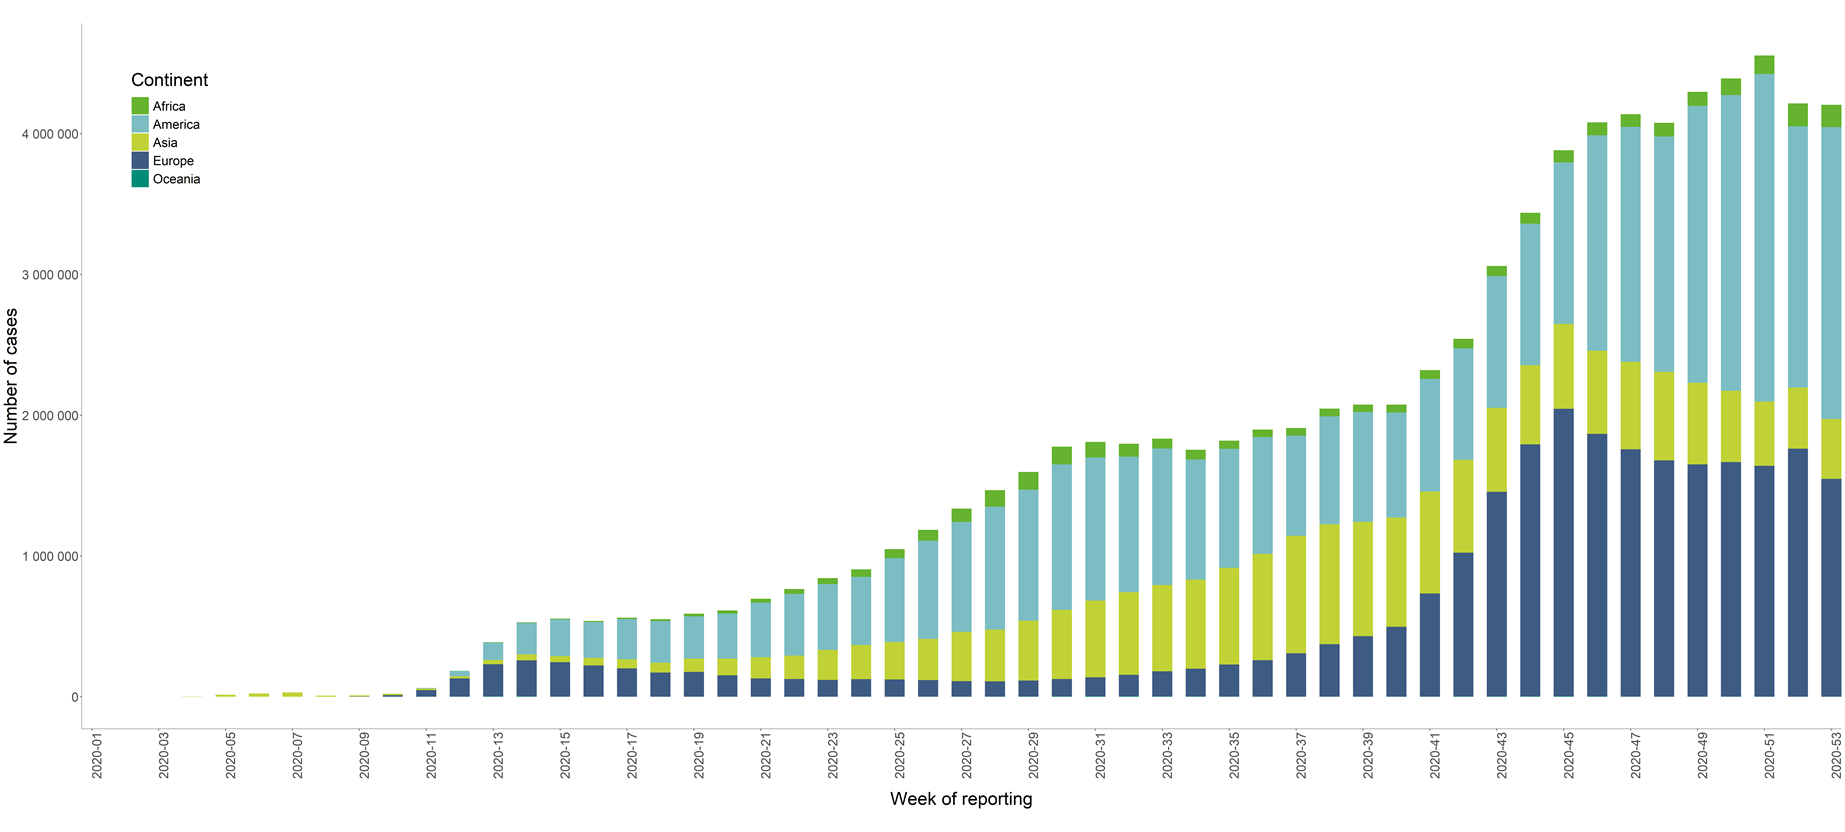 Continent
Africa
America
Asia
Europe
Oceania
Number of cases
4 000 000
3 000 000
2 000 000
1 000 000
0
2020-01
2020-03
2020-05
2020-07
2020-09
2020-11
2020-13
2020-15
2020-17
2020-19
2020-21
2020-23
2020-25
2020-27
2020-29
2020-31
2020-33
2020-35
2020-37
2020-39
2020-41
2020-43
2020-45
2020-47
2020-49
2020-51
2020-53
Week of reporting